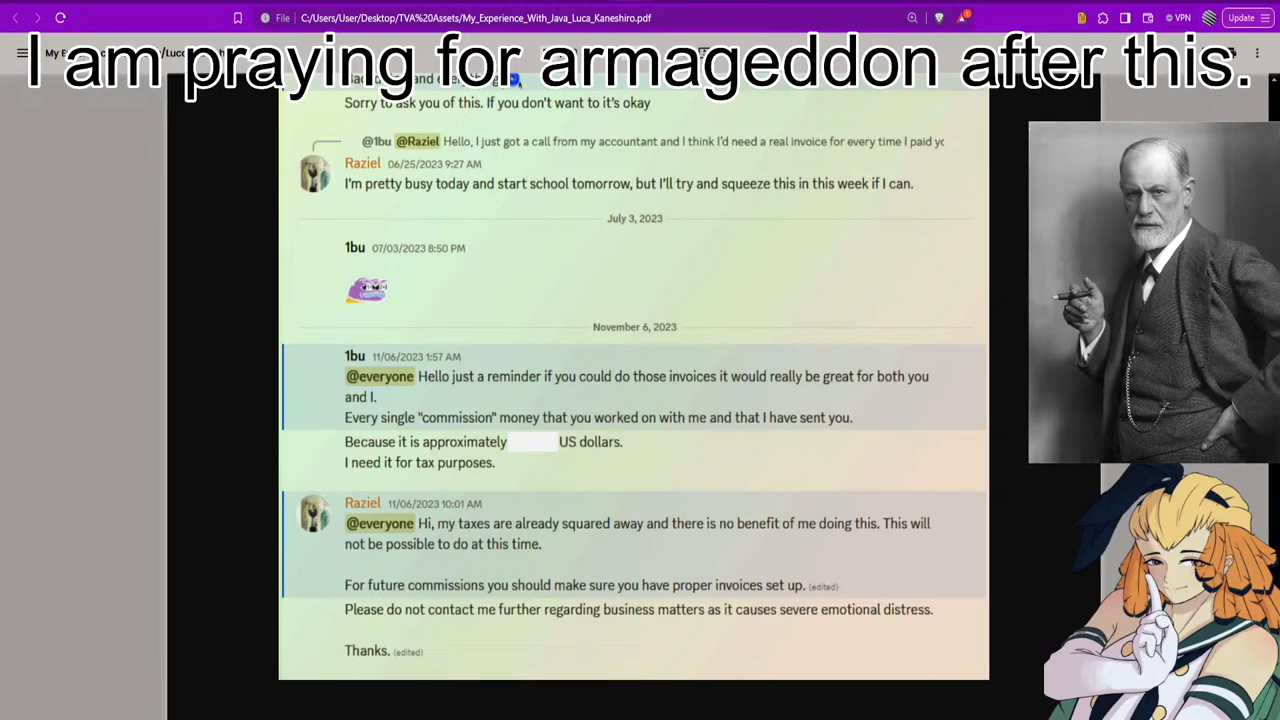 File
C:/Users/User/Desktop/TVA%20Assets/My_Experience_With_Java_Luca_Kaneshiro.pdf
VPN
Update
I am praying for armageddon after this.
Sorry to ask you of this. If you don't want to it's okay
@1bu @Raziel Hello, I just got a call from my accountant and I think I'd need a real invoice for every time I paid yo
Raziel 06/25/2023 9:27 AM
I'm pretty busy today and start school tomorrow, but I'll try and squeeze this in this week if I can.
July 3, 2023
1bu 07/03/2023 8:50 PM
November 6, 2023
1bu 11/06/2023 1:57 AM
@everyone Hello just a reminder if you could do those invoices it would really be great for both you
and I.
Every single "commission" money that you worked on with me and that I have sent you.
Because it is approximately US dollars.
I need it for tax purposes.
Raziel 11/06/2023 10:01 AM
@everyone Hi, my taxes are already squared away and there is no benefit of me doing this. This will
not be possible to do at this time.
For future commissions you should make sure you have proper invoices set up. (edited)
Please do not contact me further regarding business matters as it causes severe emotional distress.
Thanks. (edited)